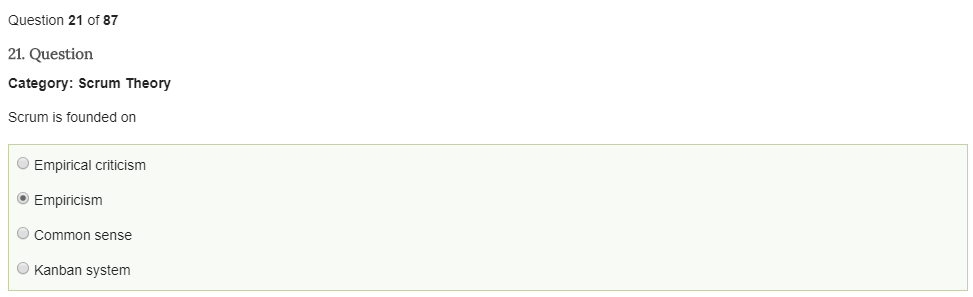 Question 21 of 87
21. Question
Category: Scrum Theory
Scrum is founded on
Empirical criticism
Empiricism
Common sense
Kanban system